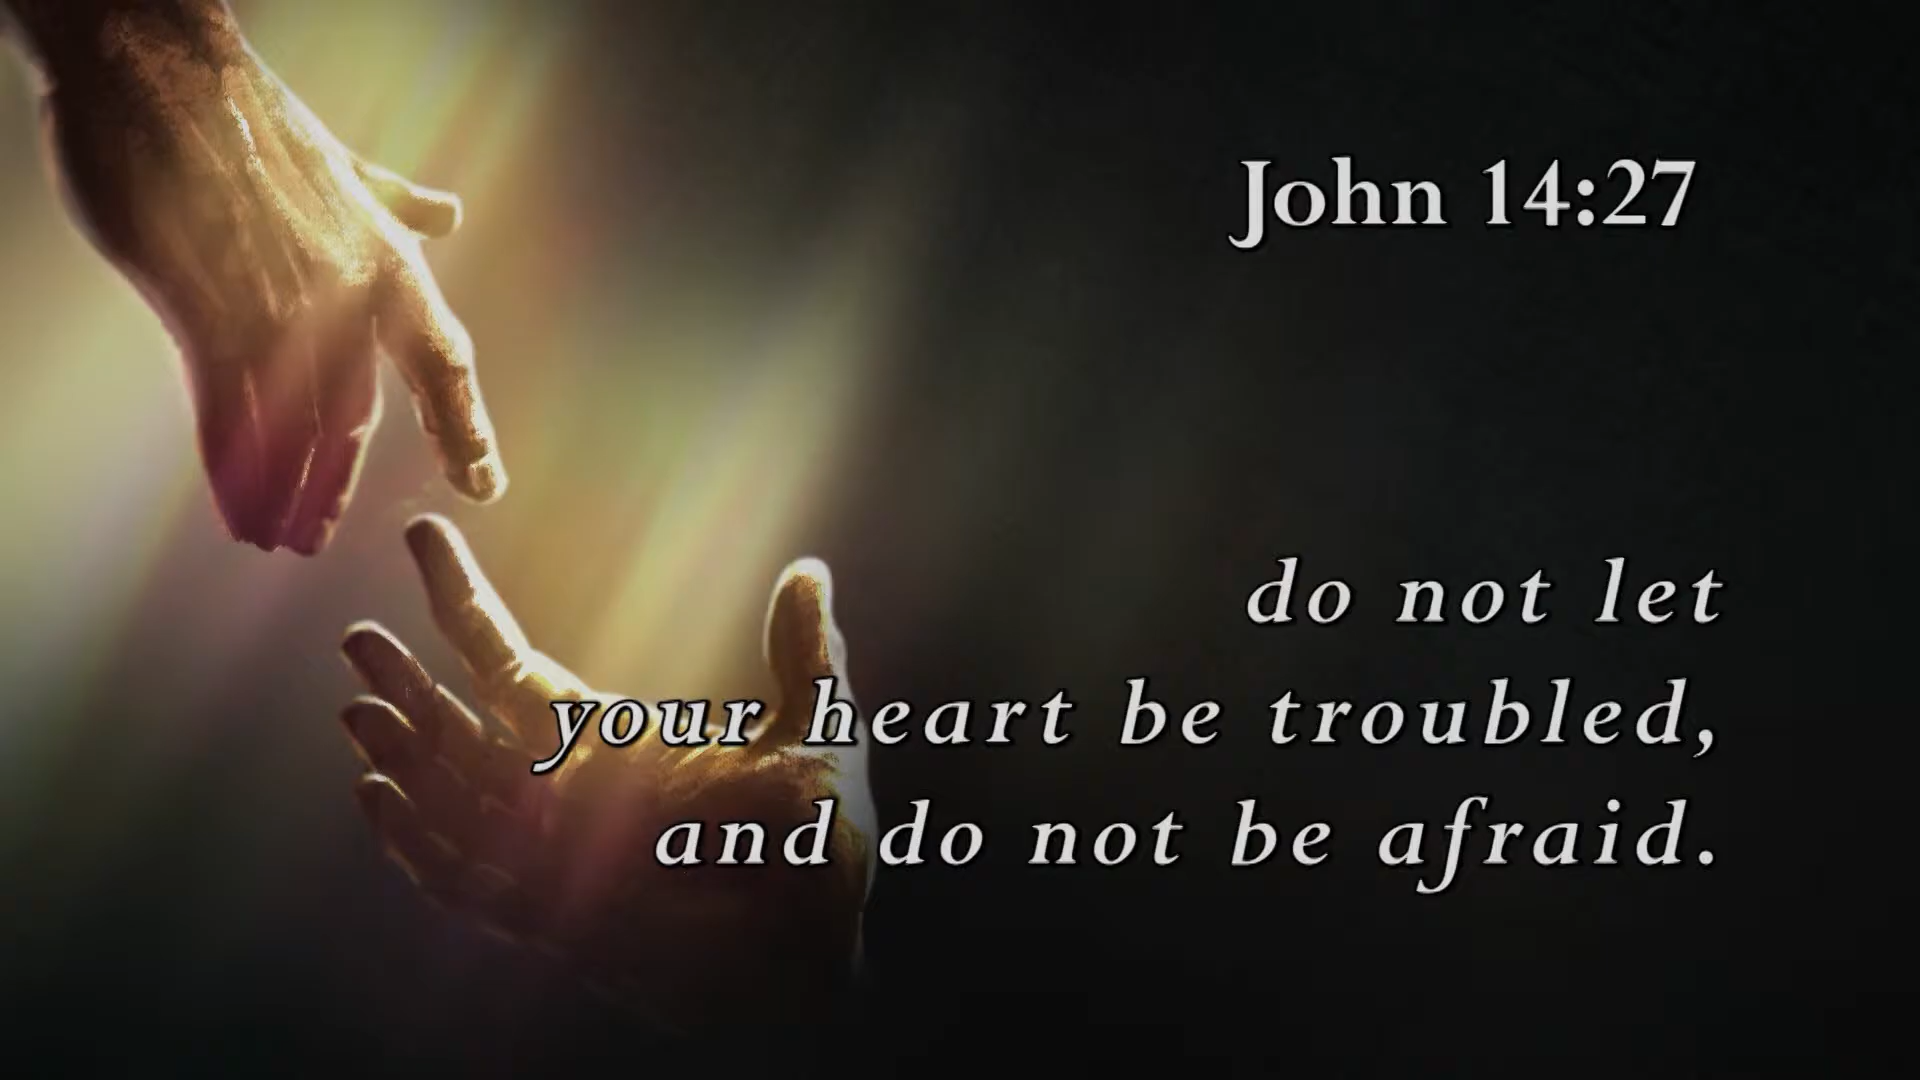 John 14:27
do not let
your heart be troubled,
and do not be afraid.